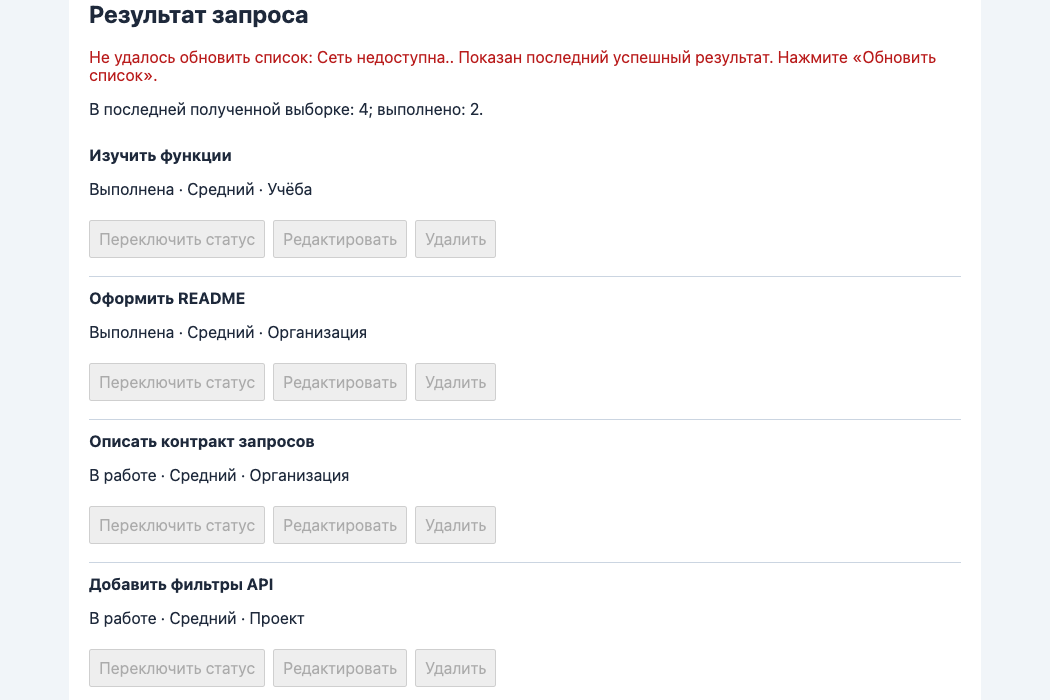 Результат запроса
Не удалось обновить список: Сеть недоступна.. Показан последний успешный результат. Нажмите «Обновить
список».
В последней полученной выборке: 4; выполнено: 2.
Изучить функции
Выполнена · Средний · Учёба
Переключить статус Редактировать Удалить
Оформить README
Выполнена · Средний · Организация
Переключить статус Редактировать Удалить
Описать контракт запросов
В работе · Средний · Организация
Переключить статус Редактировать Удалить
Добавить фильтры API
В работе · Средний · Проект
Переключить статус Редактировать Удалить